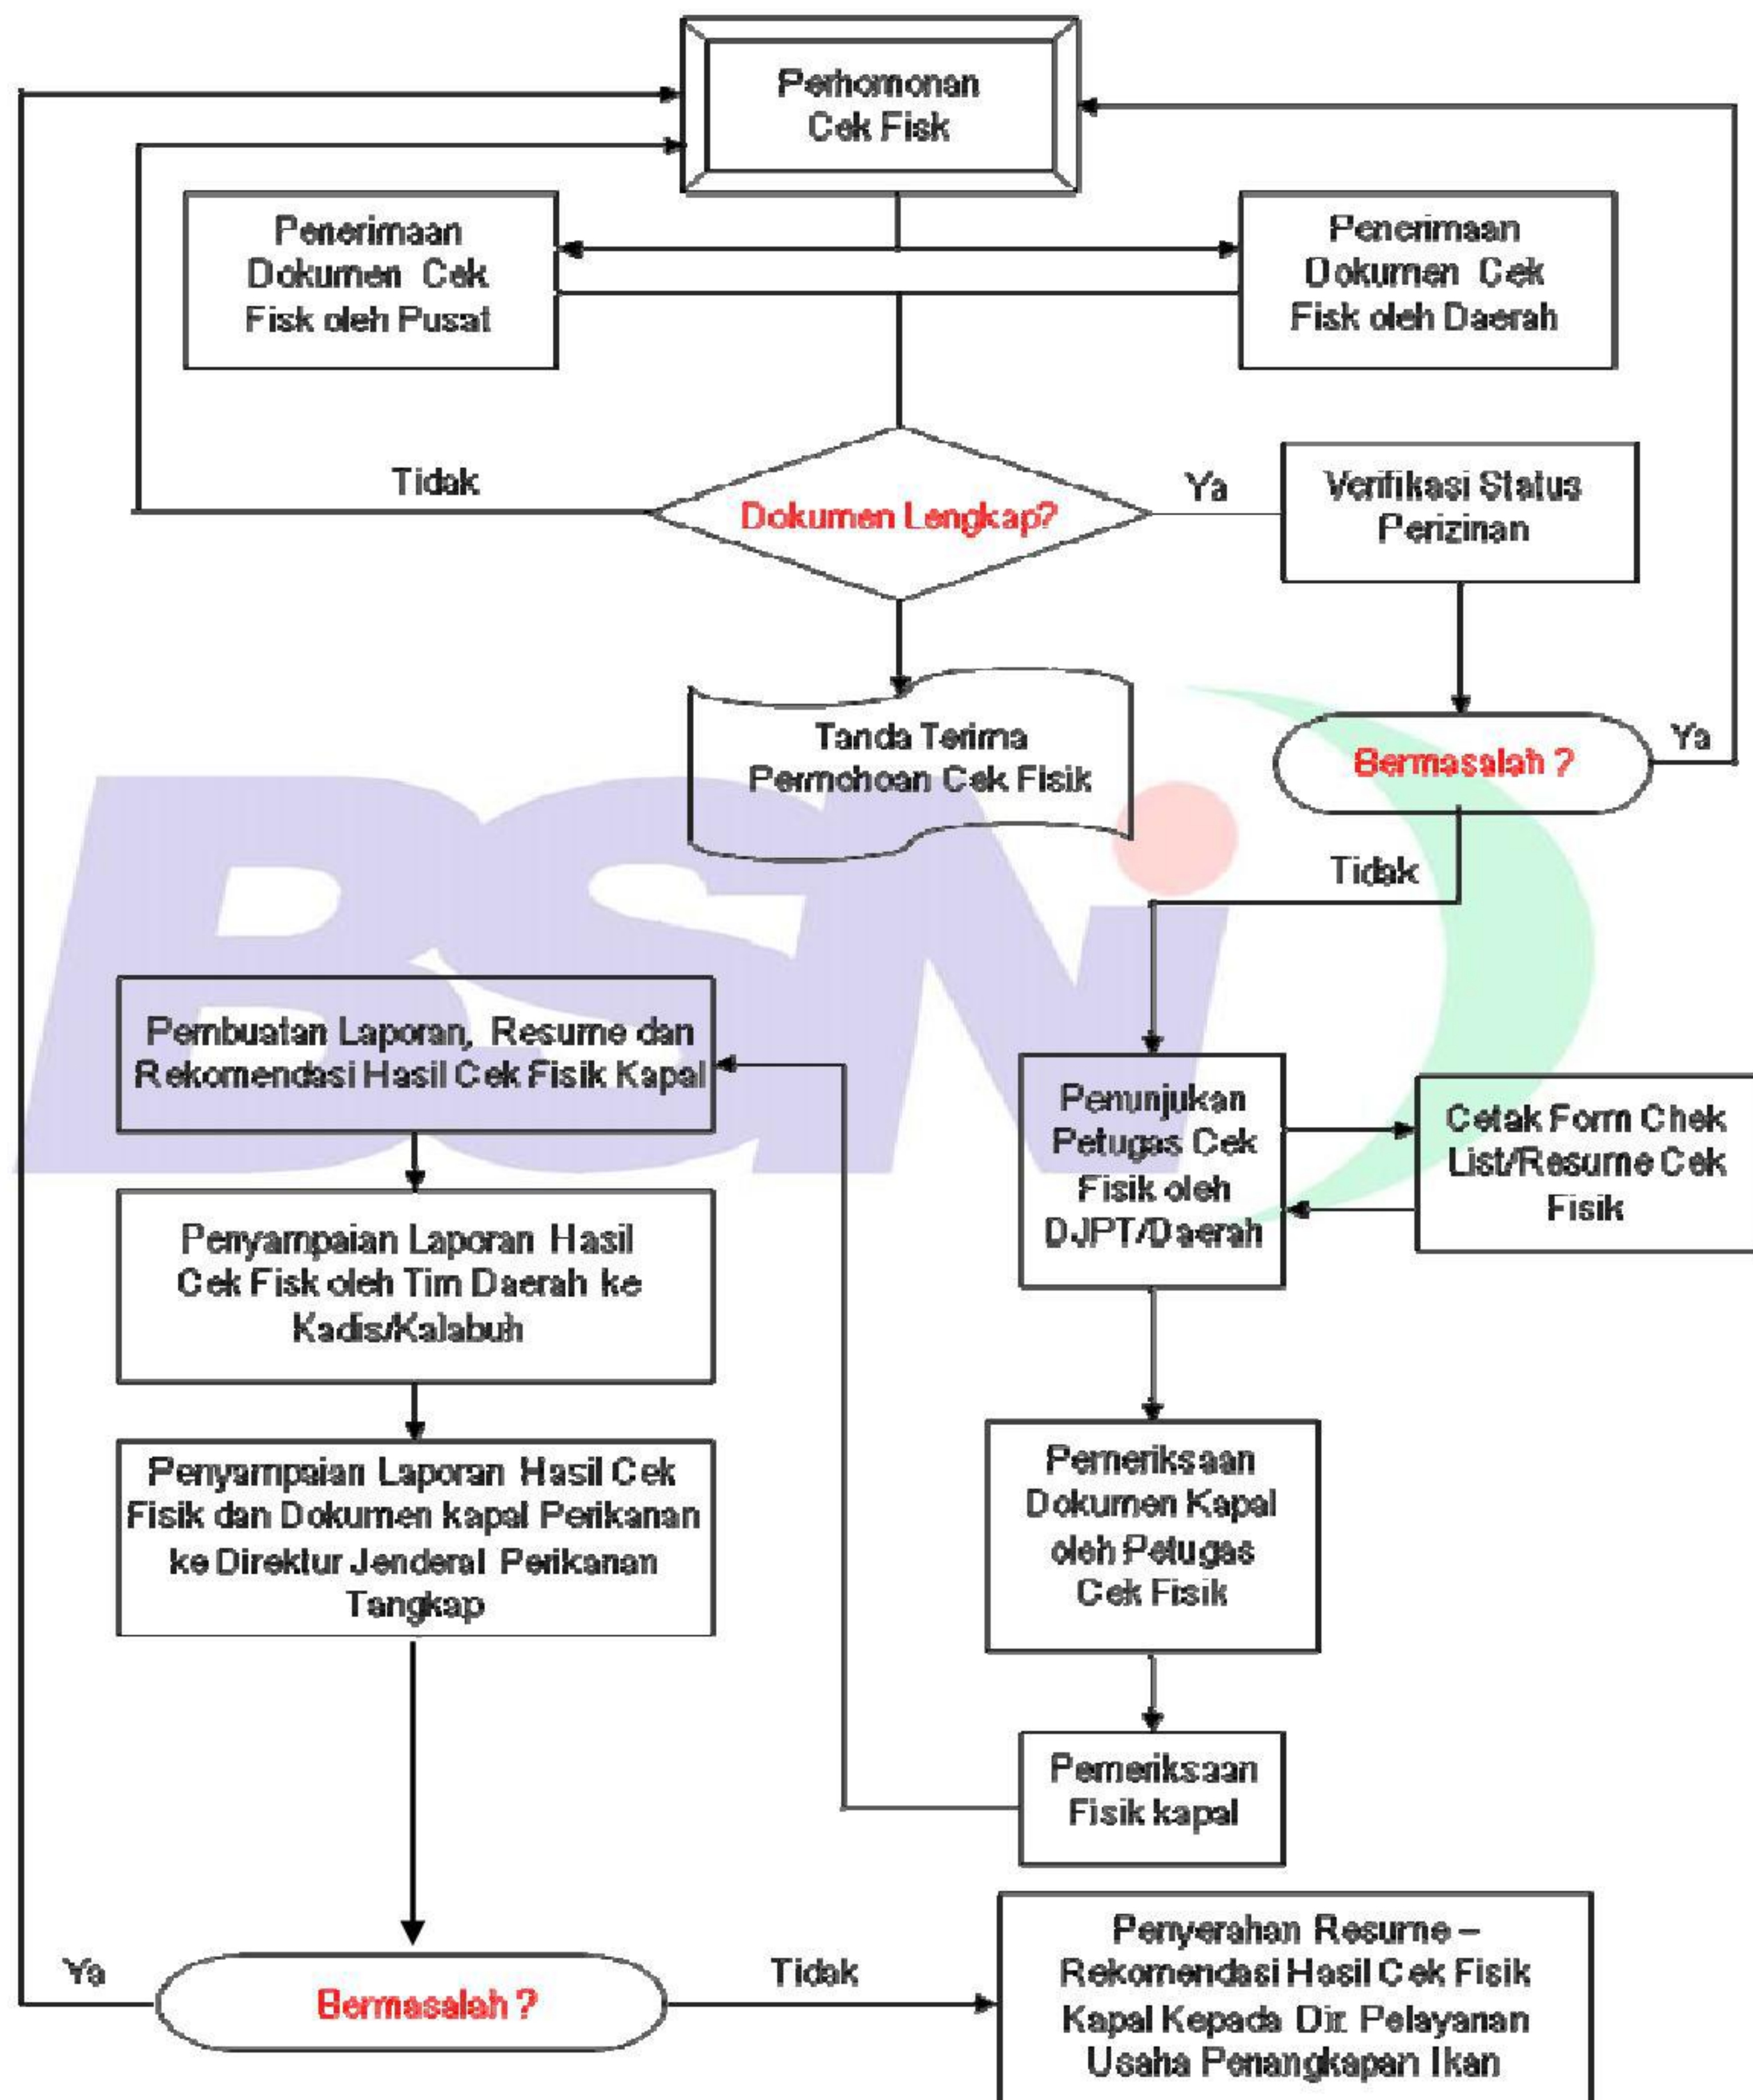 Perhomonan
Cek Fisk
Penerimaan
Dokumen Cek
Fisk oleh Pusat
Penerimaan
Dokumen Cek
Fisk oleh Daerah
Tidak
Dokumen Lengkap?
Ya
Verifikasi Status
Perizinan
Tanda Terima
Permohoan Cek Fisik
Bermasalah ?
Ya
Tidak
BSNi
Pembuatan Laporan, Resume dan
Rekomendasi Hasil Cek Fisik Kapal
Penunjukan
Petugas Cek
Fisik oleh
DJPT/Daerah
Cetak Form Chek
List/Resume Cek
Fisik
Penyampaian Laporan Hasil
Cek Fisk oleh Tim Daerah ke
Kadis/Kalabuh
Penyampaian Laporan Hasil Cek
Fisik dan Dokumen kapal Perikanan
ke Direktur Jenderal Perikanan
Tangkap
Pemeriksaan
Dokumen Kapal
oleh Petugas
Cek Fisik
Pemeriksaan
Fisik kapal
Ya
Bermasalah ?
Tidak
Penyerahan Resume –
Rekomendasi Hasil Cek Fisik
Kapal Kepada Dir. Pelayanan
Usaha Penangkapan Ikan